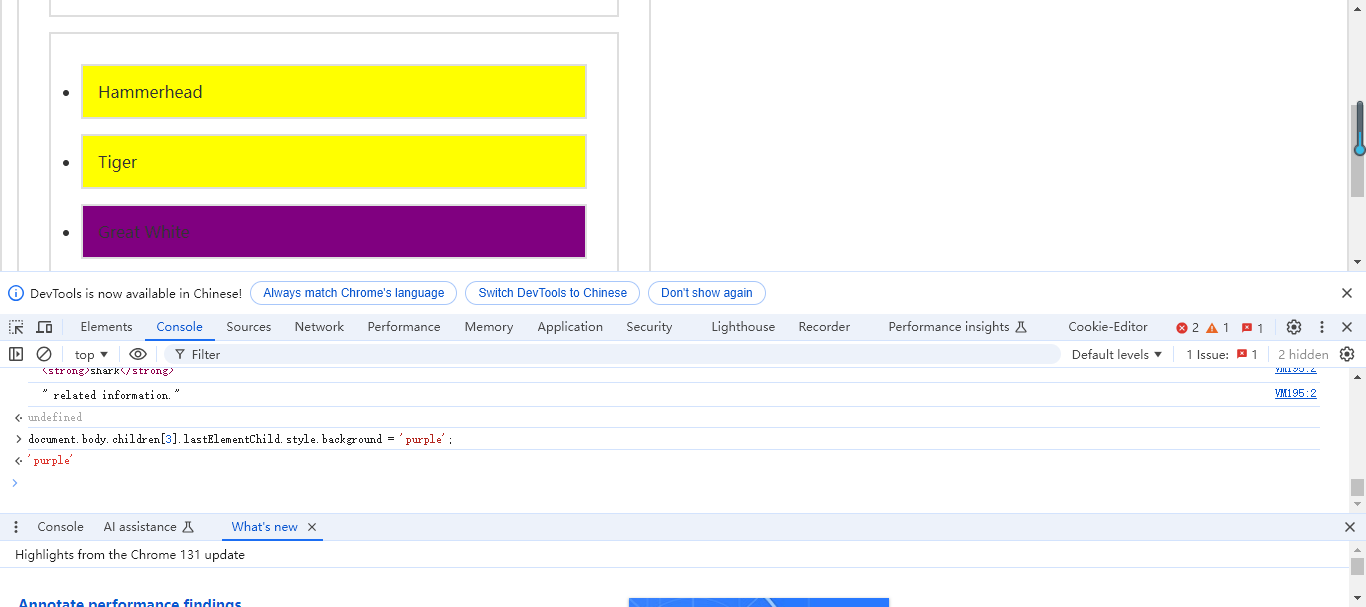 Hammerhead
Tiger
Great White
DevTools is now available in Chinese! Always match Chrome's language Switch DevTools to Chinese Don't show again
Elements Console Sources Network Performance Memory Application Security Lighthouse Recorder Performance insights Cookie-Editor 2 1 1
top Filter Default levels 1 Issue: 1 2 hidden
<strong>shark</strong> VM195:2
" related information." VM195:2
undefined
document.body.children[3].lastElementChild.style.background = 'purple';
'purple'
Console AI assistance What's new
Highlights from the Chrome 131 update
Annotate performance findings